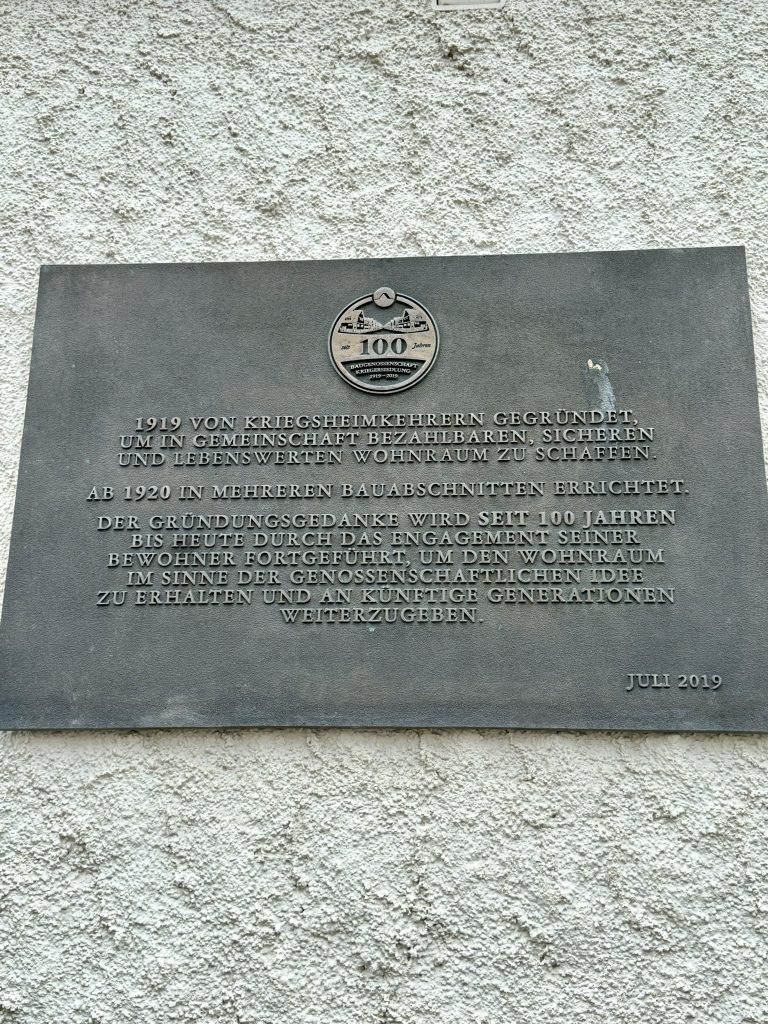 seit 100 Jahren
BAUGENOSSENSCHAFT
KRIEGERSIEDLUNG
1919–2019
1919 VON KRIEGSHEIMKEHRERN GEGRÜNDET,
UM IN GEMEINSCHAFT BEZAHLBAREN, SICHEREN
UND LEBENSWERTEN WOHNRAUM ZU SCHAFFEN.
AB 1920 IN MEHREREN BAUABSCHNITTEN ERRICHTET.
DER GRÜNDUNGSGEDANKE WIRD SEIT 100 JAHREN
BIS HEUTE DURCH DAS ENGAGEMENT SEINER
BEWOHNER FORTGEFÜHRT, UM DEN WOHNRAUM
IM SINNE DER GENOSSENSCHAFTLICHEN IDEE
ZU ERHALTEN UND AN KÜNFTIGE GENERATIONEN
WEITERZUGEBEN.
JULI 2019